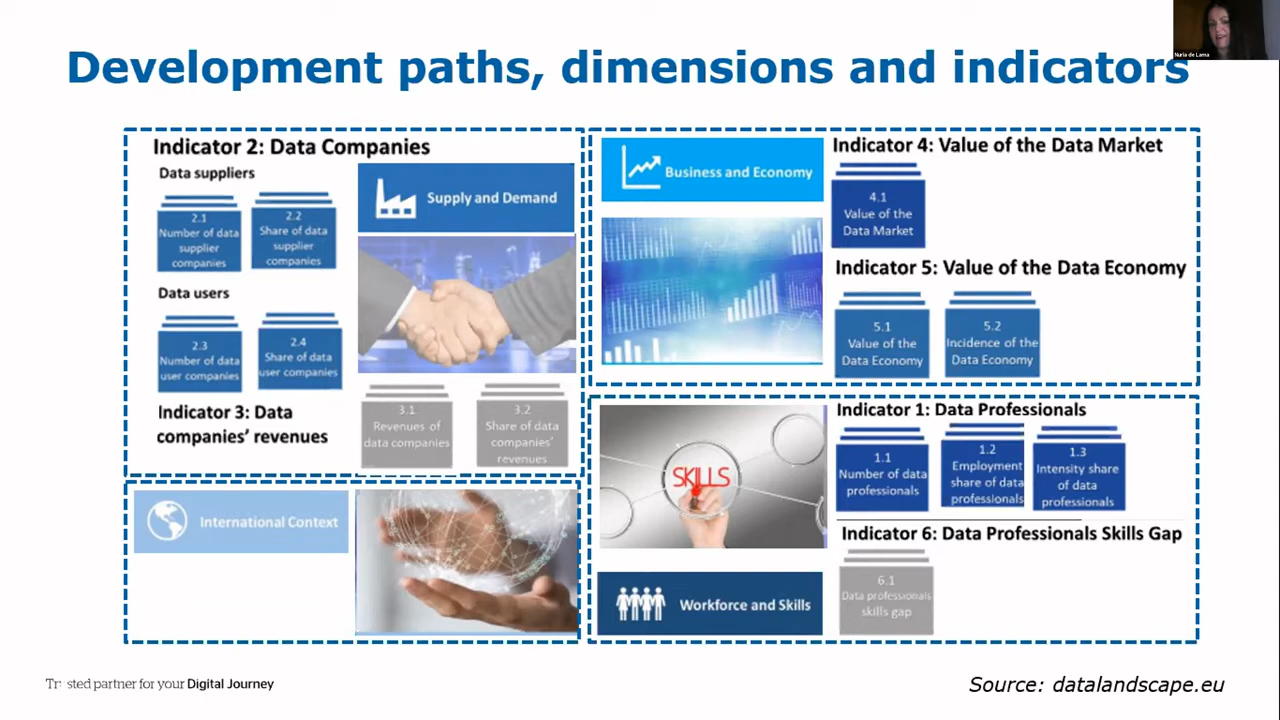 Nuria de Lama
Development paths, dimensions and indicators
Indicator 2: Data Companies
Data suppliers
2.1
Number of data
supplier
companies
2.2
Share of data
supplier
companies
Supply and Demand
Data users
2.3
Number of data
user companies
2.4
Share of data
user companies
Indicator 3: Data
companies’ revenues
3.1
Revenues of
data companies
3.2
Share of data
companies’
revenues
International Context
Business and Economy
Indicator 4: Value of the Data Market
4.1
Value of the
Data Market
Indicator 5: Value of the Data Economy
5.1
Value of the
Data Economy
5.2
Incidence of the
Data Economy
SKILLS
Workforce and Skills
Indicator 1: Data Professionals
1.1
Number of data
professionals
1.2
Employment
share of data
professionals
1.3
Intensity share
of data
professionals
Indicator 6: Data Professionals Skills Gap
6.1
Data professionals
skills gap
partner for your Digital Journey
Source: datalandscape.eu